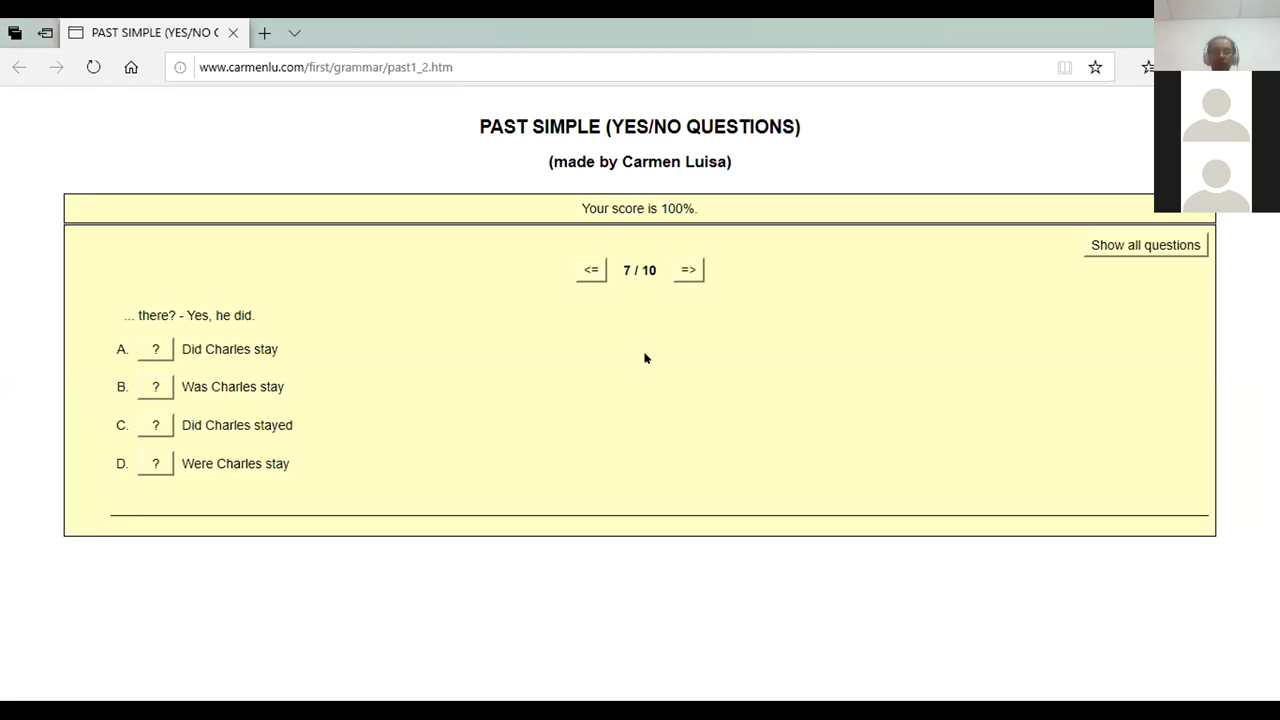 PAST SIMPLE (YES/NO Q
www.carmenlu.com/first/grammar/past1_2.htm
PAST SIMPLE (YES/NO QUESTIONS)
(made by Carmen Luisa)
Your score is 100%.
Show all questions
<= 7 / 10 =>
... there? - Yes, he did.
A. ? Did Charles stay
B. ? Was Charles stay
C. ? Did Charles stayed
D. ? Were Charles stay